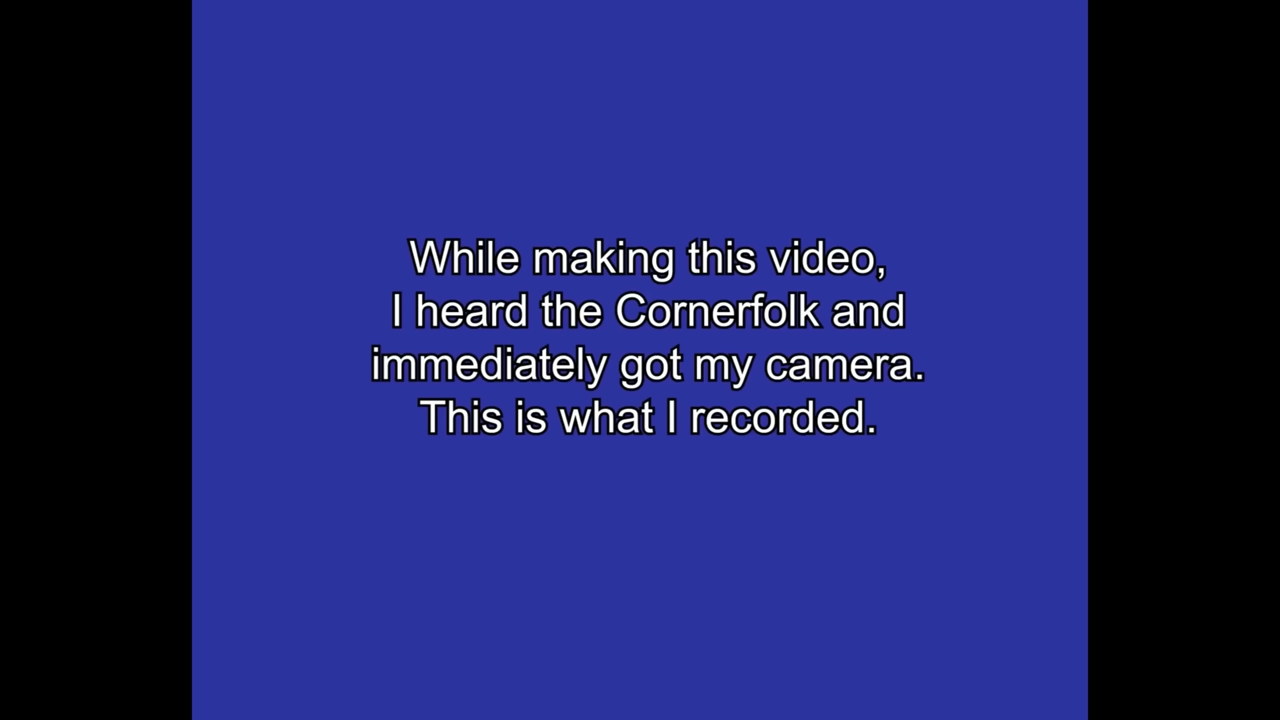 While making this video,
I heard the Cornerfolk and
immediately got my camera.
This is what I recorded.